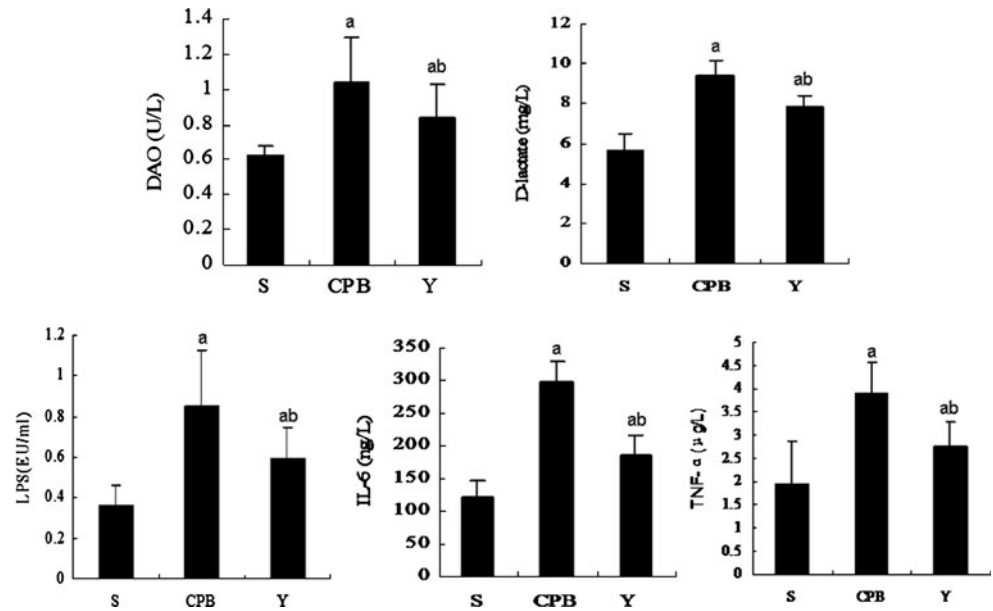 DAO (U/L)
1.4
1.2
1
0.8
0.6
0.4
0.2
0
a
ab
S CPB Y
D-lactate (mg/L)
12
10
8
6
4
2
0
a
ab
S CPB Y
LPS(EU/ml)
1.2
1
0.8
0.6
0.4
0.2
0
a
ab
S CPB Y
IL-6 (ng/L)
350
300
250
200
150
100
50
0
a
ab
S CPB Y
TNF-α (μg/L)
5
4.5
4
3.5
3
2.5
2
1.5
1
0.5
0
a
ab
S CPB Y